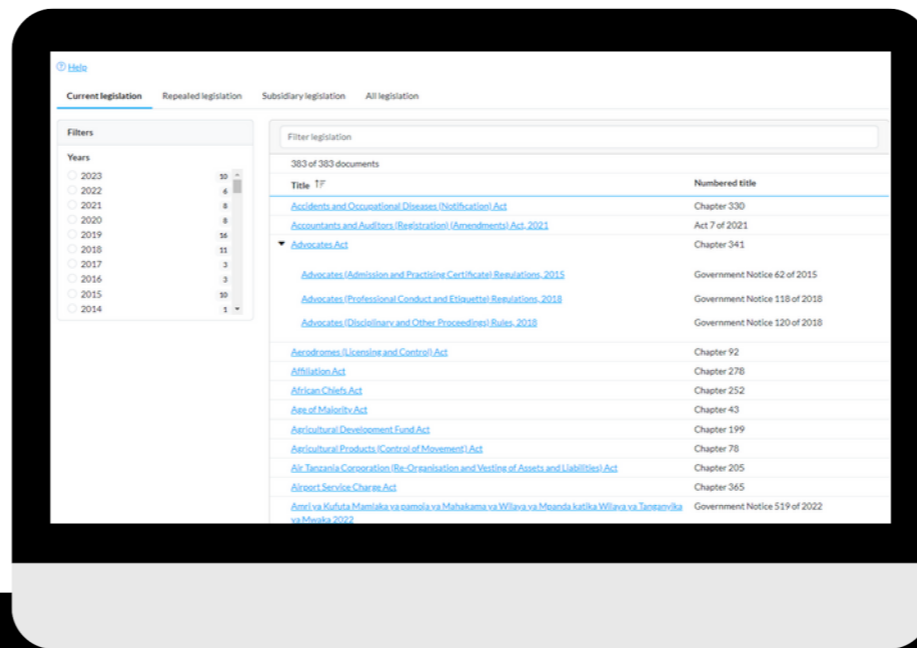 Help
Current legislation Repealed legislation Subsidiary legislation All legislation
Filters
Years
2023 10
2022 6
2021 8
2020 8
2019 16
2018 11
2017 3
2016 3
2015 10
2014 1
Filter legislation
383 of 383 documents
Title Numbered title
Accidents and Occupational Diseases (Notification) Act Chapter 330
Accountants and Auditors (Registration) (Amendments) Act, 2021 Act 7 of 2021
Advocates Act Chapter 341
Advocates (Admission and Practising Certificate) Regulations, 2015 Government Notice 62 of 2015
Advocates (Professional Conduct and Etiquette) Regulations, 2018 Government Notice 118 of 2018
Advocates (Disciplinary and Other Proceedings) Rules, 2018 Government Notice 120 of 2018
Aerodromes (Licensing and Control) Act Chapter 92
Affiliation Act Chapter 278
African Chiefs Act Chapter 252
Age of Majority Act Chapter 43
Agricultural Development Fund Act Chapter 199
Agricultural Products (Control of Movement) Act Chapter 78
Air Tanzania Corporation (Re-Organisation and Vesting of Assets and Liabilities) Act Chapter 205
Airport Service Charge Act Chapter 365
Amri ya Kufuta Mamlaka ya pamoja ya Mahakama ya Wilaya ya Mpanda katika Wilaya ya Tanganyika Government Notice 519 of 2022
ya Mwaka 2022